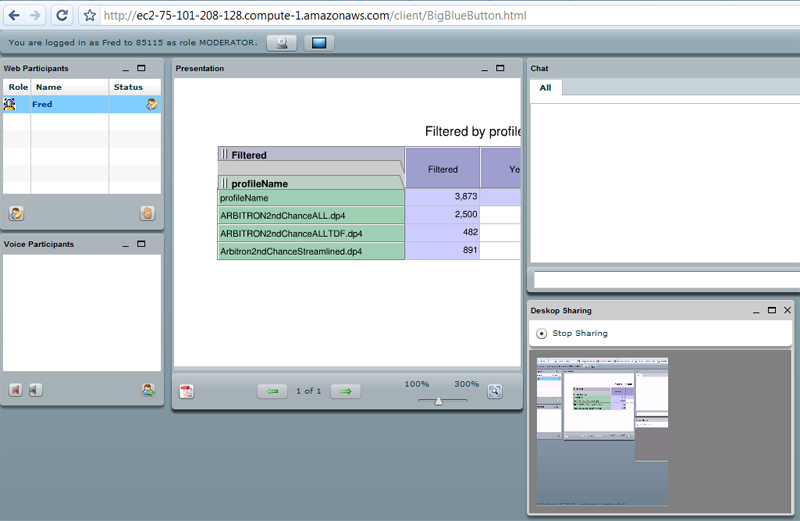 http://ec2-75-101-208-128.compute-1.amazonaws.com/client/BigBlueButton.html
You are logged in as Fred to 85115 as role MODERATOR.
Web Participants
Role Name Status
Fred
Voice Participants
Presentation
Filtered by profile
Filtered
Filtered Ye
profileName
profileName 3,873
ARBITRON2ndChanceALL.dp4 2,500
ARBITRON2ndChanceALLTDF.dp4 482
Arbitron2ndChanceStreamlined.dp4 891
1 of 1
100% 300%
Chat
All
Deskop Sharing
Stop Sharing